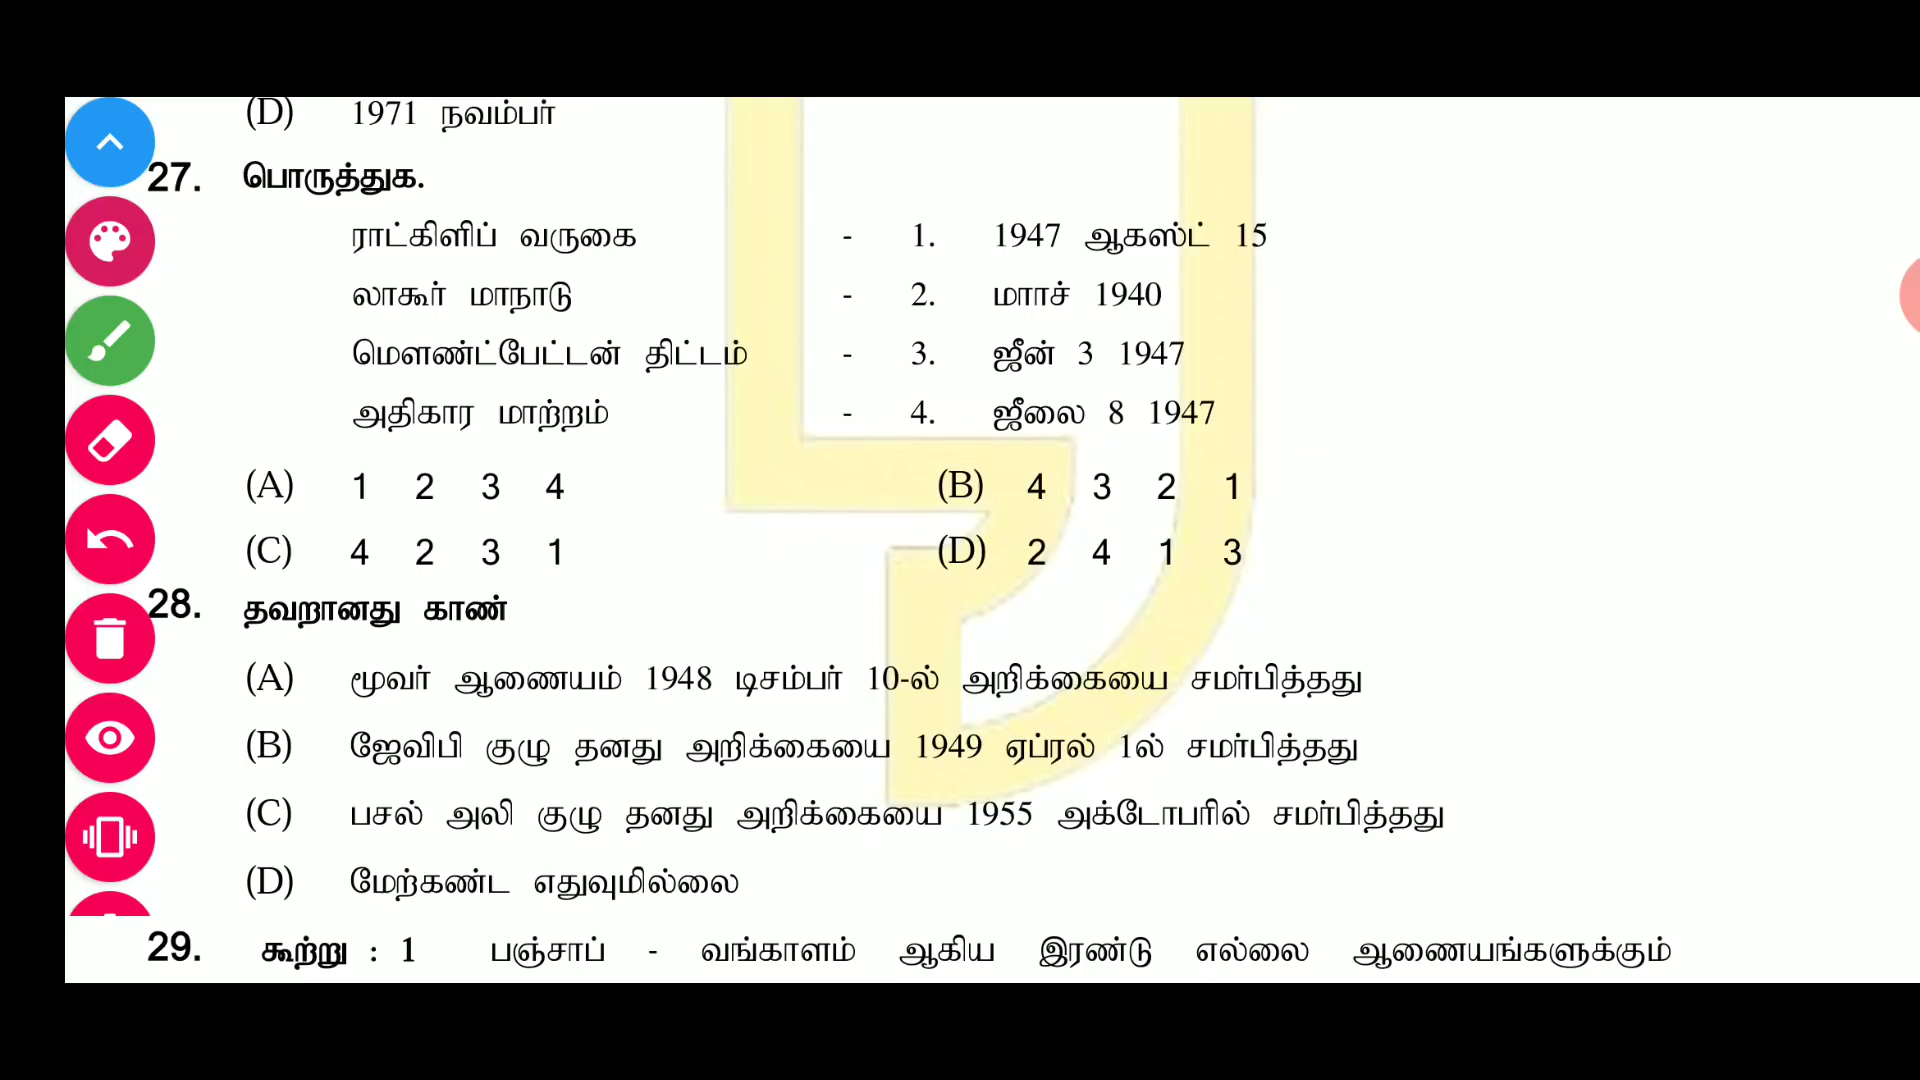 (D) 1971 நவம்பர்
27. பொருத்துக.
ராட்கிளிப் வருகை - 1. 1947 ஆகஸ்ட் 15
லாகூர் மாநாடு - 2. மாாச் 1940
மௌண்ட்பேட்டன் திட்டம் - 3. ஜீன் 3 1947
அதிகார மாற்றம் - 4. ஜீலை 8 1947
(A) 1 2 3 4 (B) 4 3 2 1
(C) 4 2 3 1 (D) 2 4 1 3
28. தவறானது காண்
(A) மூவர் ஆணையம் 1948 டிசம்பர் 10-ல் அறிக்கையை சமர்பித்தது
(B) ஜேவிபி குழு தனது அறிக்கையை 1949 ஏப்ரல் 1ல் சமர்பித்தது
(C) பசல் அலி குழு தனது அறிக்கையை 1955 அக்டோபரில் சமர்பித்தது
(D) மேற்கண்ட எதுவுமில்லை
29. கூற்று : 1 பஞ்சாப் - வங்காளம் ஆகிய இரண்டு எல்லை ஆணையங்களுக்கும்